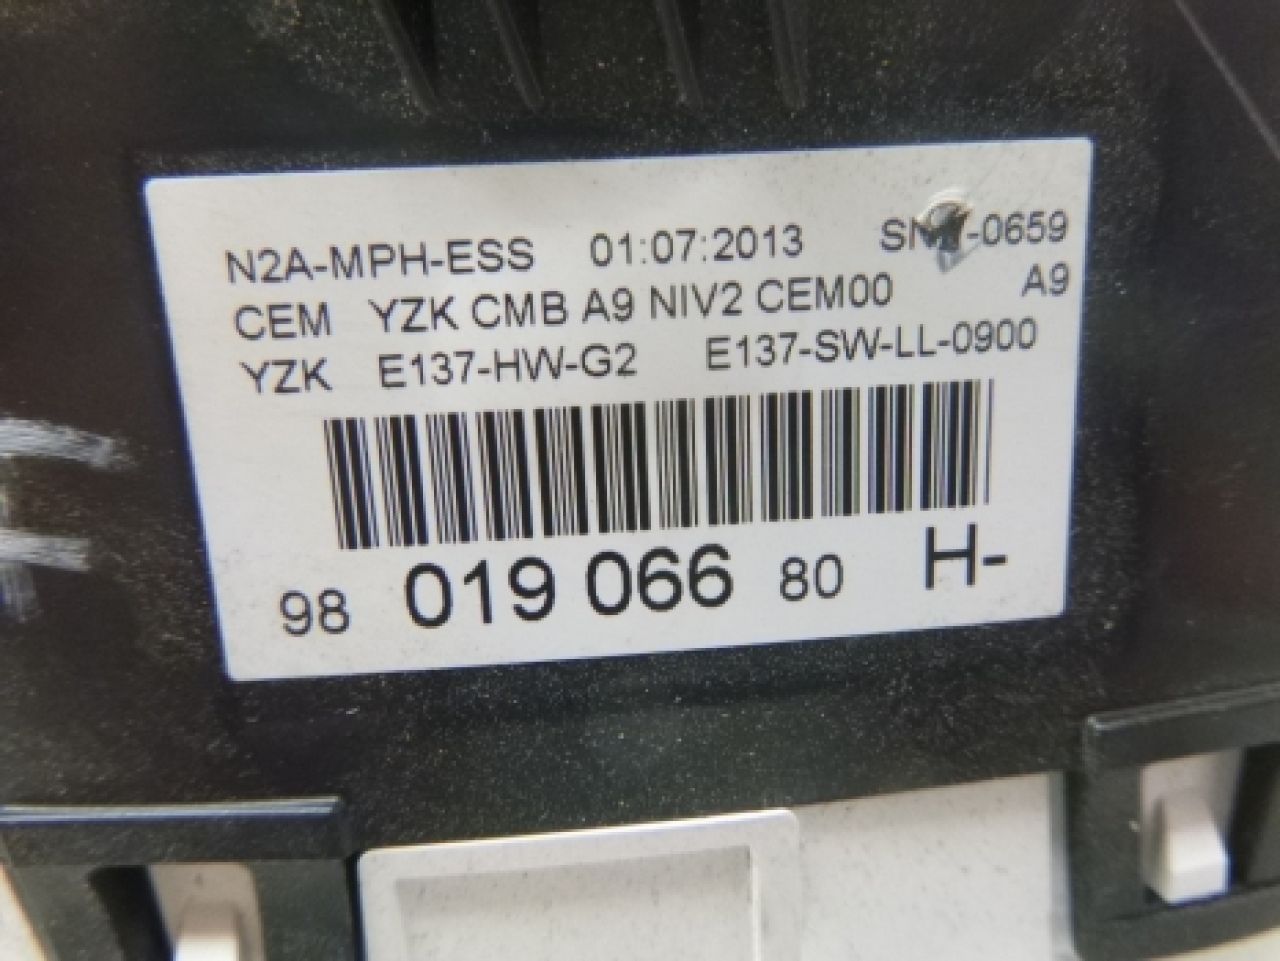 N2A-MPH-ESS 01:07:2013
CEM YZK CMB A9 NIV2 CEM00 A9
YZK E137-HW-G2 E137-SW-LL-0900
98 019 066 80 H-